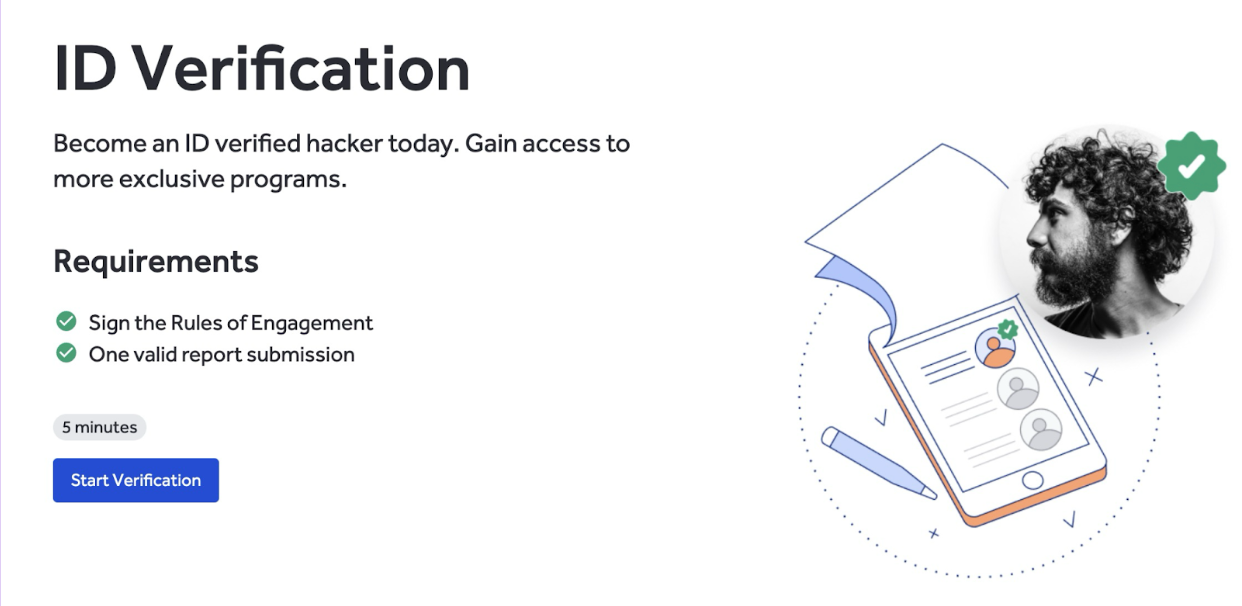 ID Verification
Become an ID verified hacker today. Gain access to
more exclusive programs.
Requirements
Sign the Rules of Engagement
One valid report submission
5 minutes
Start Verification